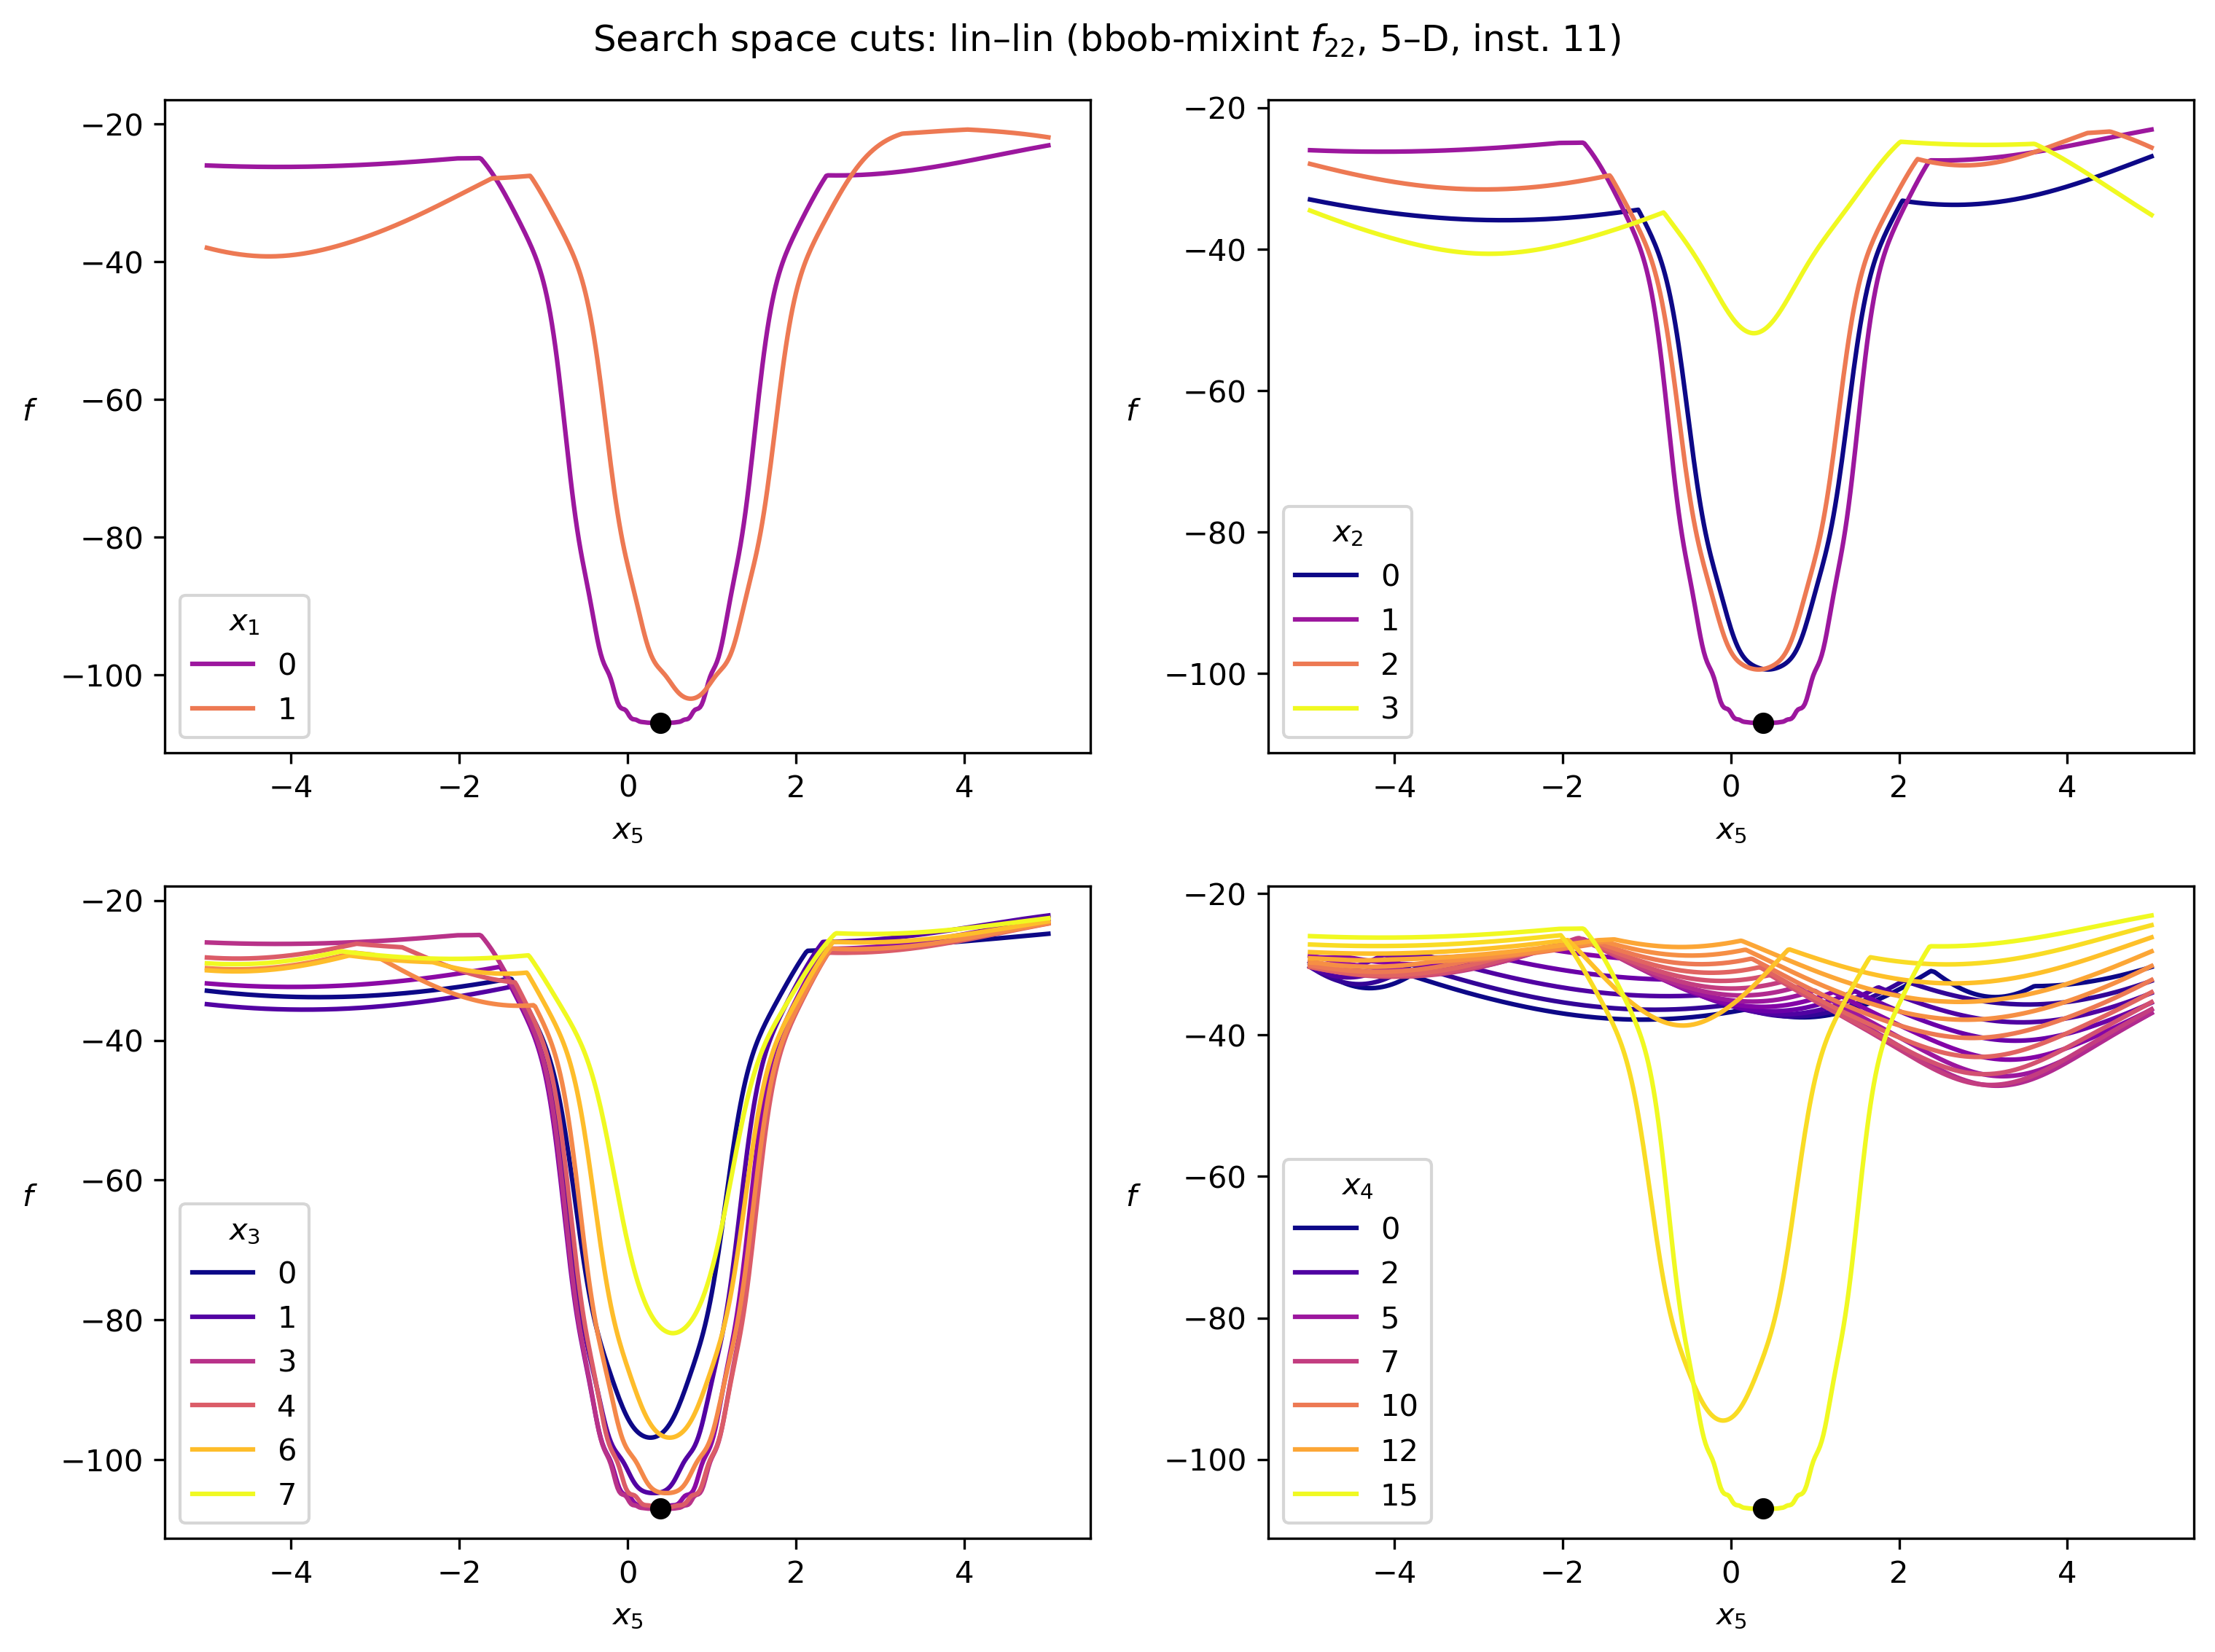 Search space cuts: lin–lin (bbob-mixint f22, 5–D, inst. 11)
−20
−40
−60
−80
−100
f
x1
0
1
−4 −2 0 2 4
x5
−20
−40
−60
−80
−100
f
x2
0
1
2
3
−4 −2 0 2 4
x5
−20
−40
−60
−80
−100
f
x3
0
1
3
4
6
7
−4 −2 0 2 4
x5
−20
−40
−60
−80
−100
f
x4
0
2
5
7
10
12
15
−4 −2 0 2 4
x5